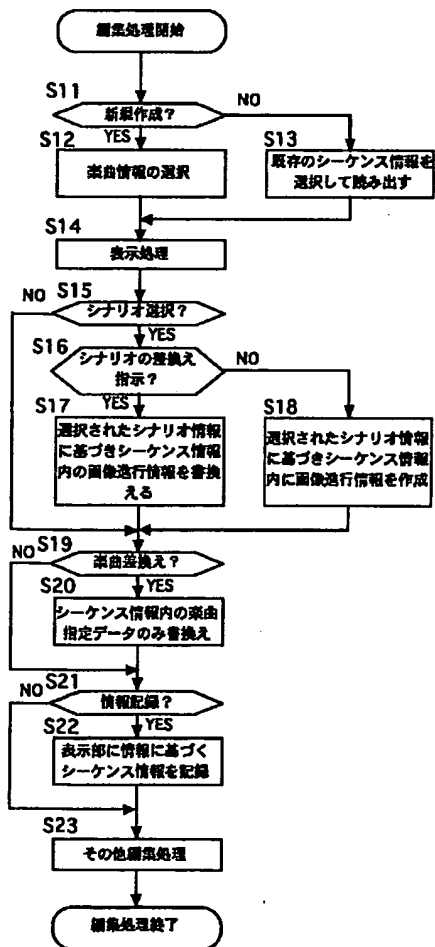 編集処理開始
S11
新規作成？
NO
YES
S12
楽曲情報の選択
S13
既存のシーケンス情報を
選択して読み出す
S14
表示処理
S15
NO
シナリオ選択？
YES
S16
シナリオの差換え
指示？
NO
YES
S17
選択されたシナリオ情報
に基づきシーケンス情報
内の画像進行情報を書換
える
S18
選択されたシナリオ情報
に基づきシーケンス情報
内に画像進行情報を作成
S19
NO
楽曲差換え？
YES
S20
シーケンス情報内の楽曲
指定データのみ書換え
S21
NO
情報記録？
YES
S22
表示部に情報に基づく
シーケンス情報を記録
S23
その他編集処理
編集処理終了